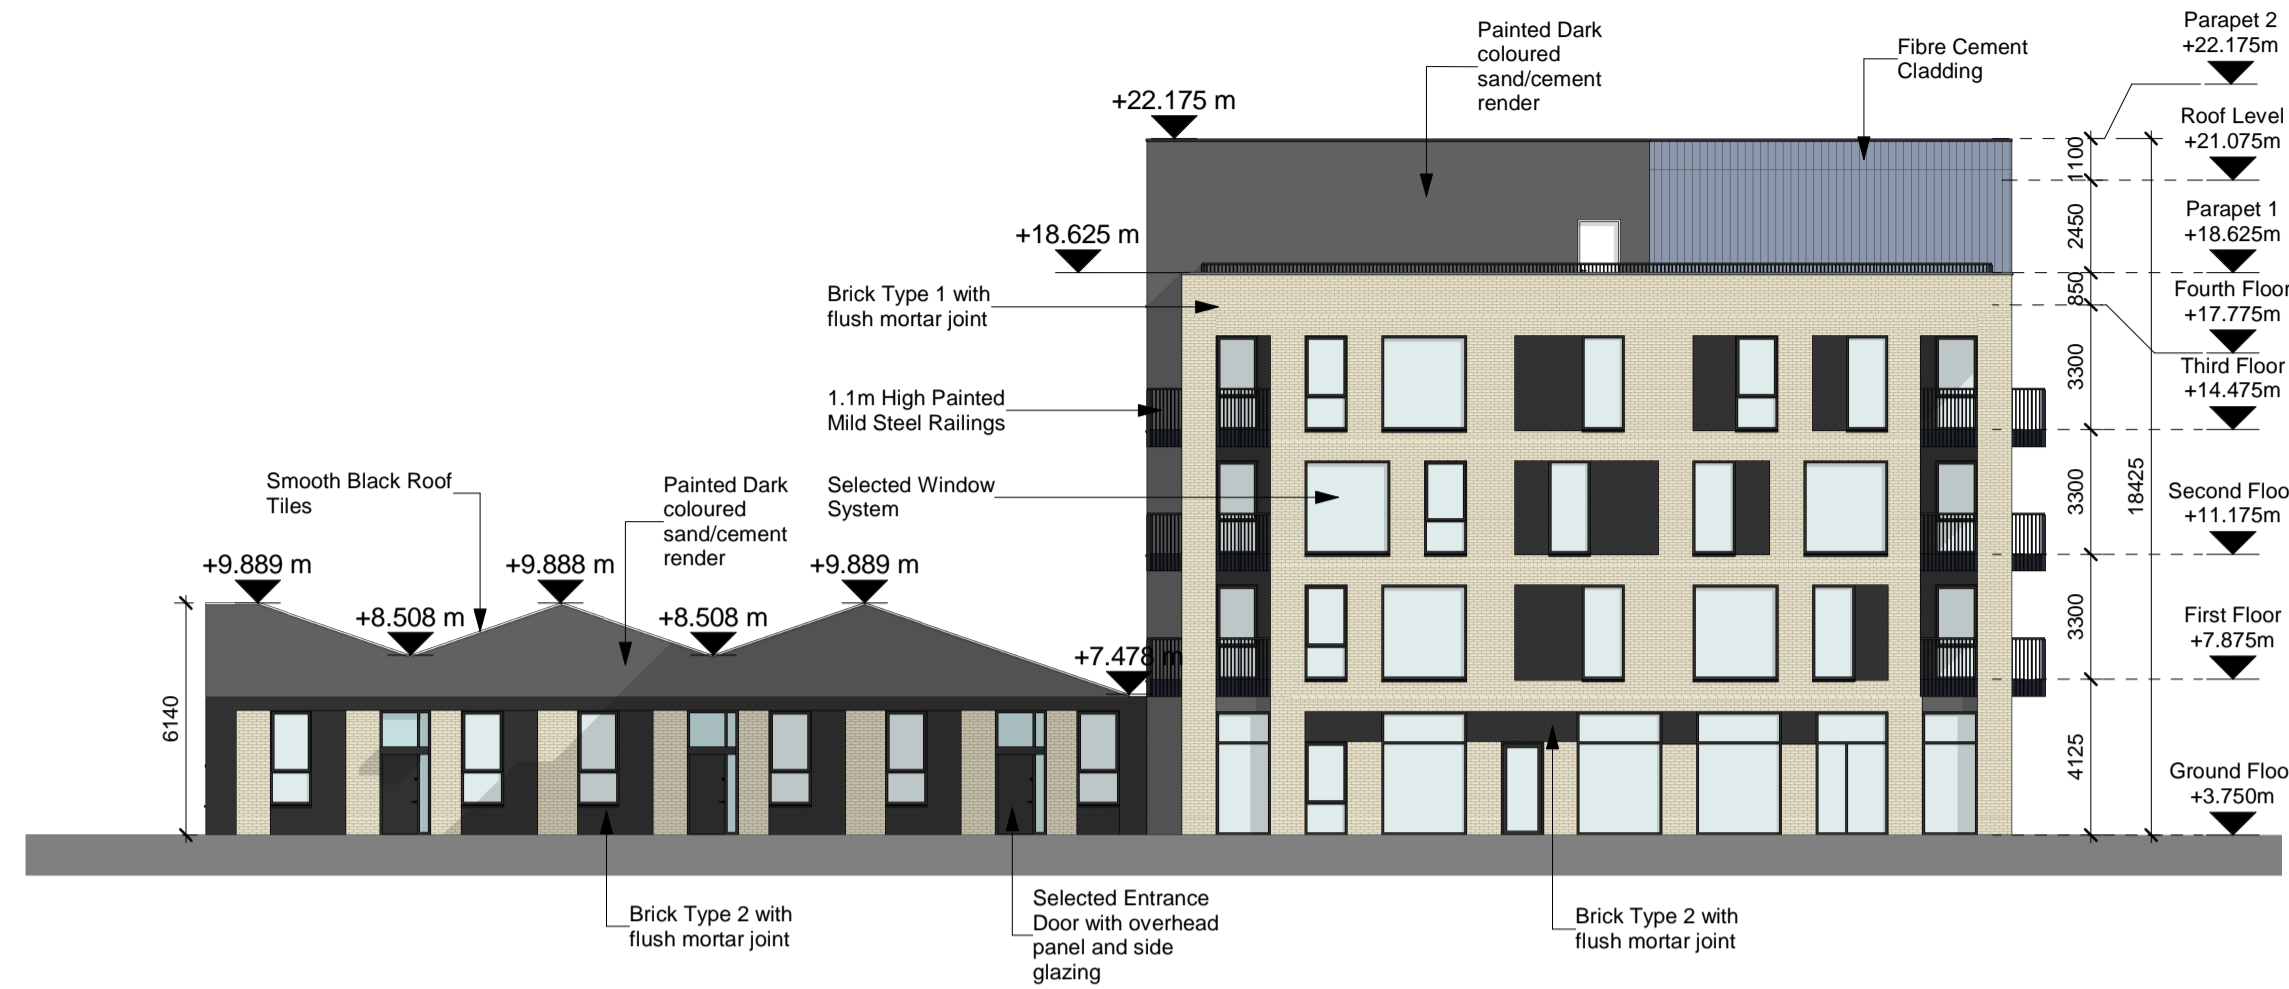 Parapet 2
+22.175m
Painted Dark
coloured
sand/cement
render
Fibre Cement
Cladding
+22.175 m
Roof Level
+21.075m
1100
Parapet 1
+18.625m
2450
+18.625 m
Brick Type 1 with
flush mortar joint
850
Fourth Floor
+17.775m
3300
Third Floor
+14.475m
1.1m High Painted
Mild Steel Railings
Smooth Black Roof
Tiles
Painted Dark
coloured
sand/cement
render
Selected Window
System
3300
18425
Second Floo
+11.175m
+9.889 m
+9.888 m
+9.889 m
+8.508 m
+8.508 m
+7.478 m
3300
First Floor
+7.875m
6140
4125
Ground Floo
+3.750m
Brick Type 2 with
flush mortar joint
Selected Entrance
Door with overhead
panel and side
glazing
Brick Type 2 with
flush mortar joint